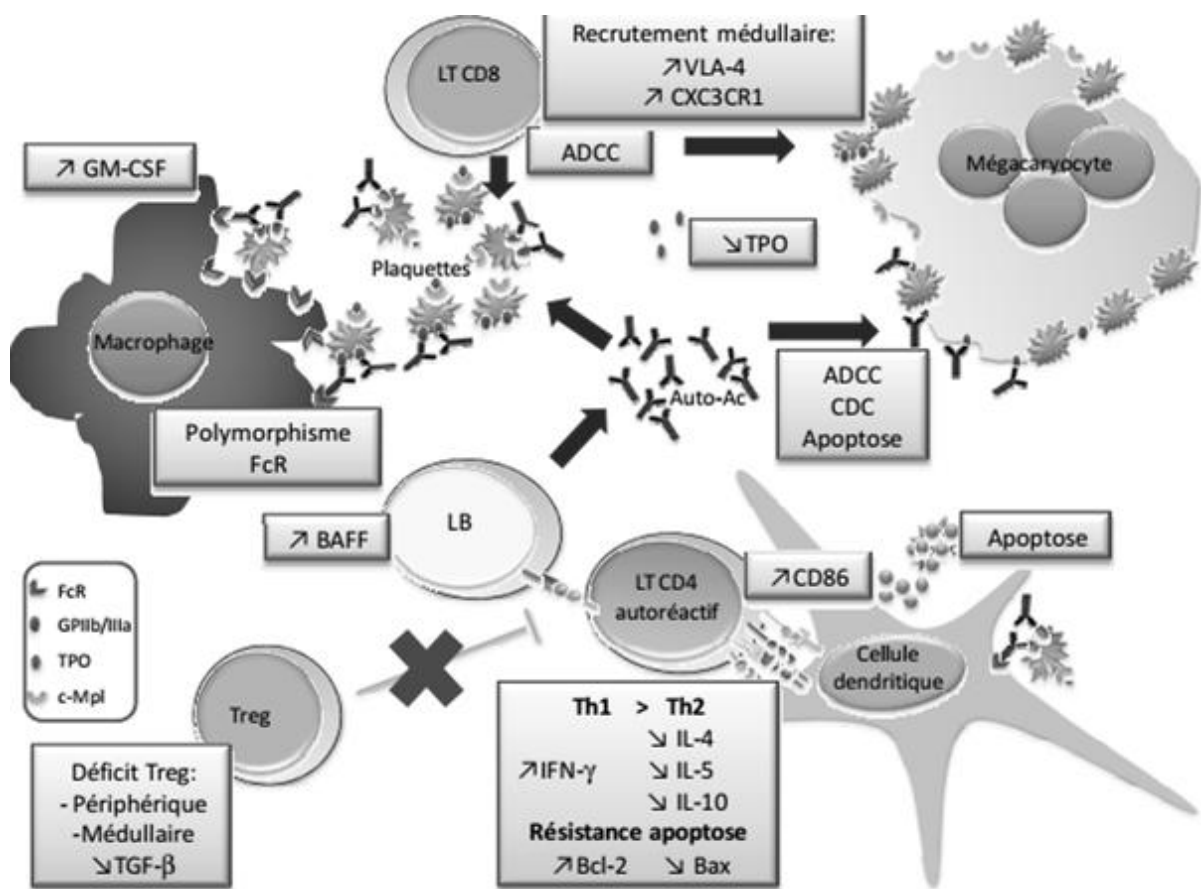 Recrutement médullaire:
↗VLA-4
↗ CXC3CR1
LT CD8
ADCC
↗ GM-CSF
Mégacaryocyte
↘TPO
Plaquettes
Macrophage
Auto-Ac
ADCC
CDC
Apoptose
Polymorphisme
FcR
LB
↗ BAFF
Apoptose
↗CD86
LT CD4
autoréactif
Cellule
dendritique
FcR
GPIIb/IIIa
TPO
c-Mpl
Treg
Déficit Treg:
- Périphérique
-Médullaire
↘TGF-β
Th1 > Th2
↘ IL-4
↗IFN-γ ↘ IL-5
↘ IL-10
Résistance apoptose
↗Bcl-2 ↘ Bax